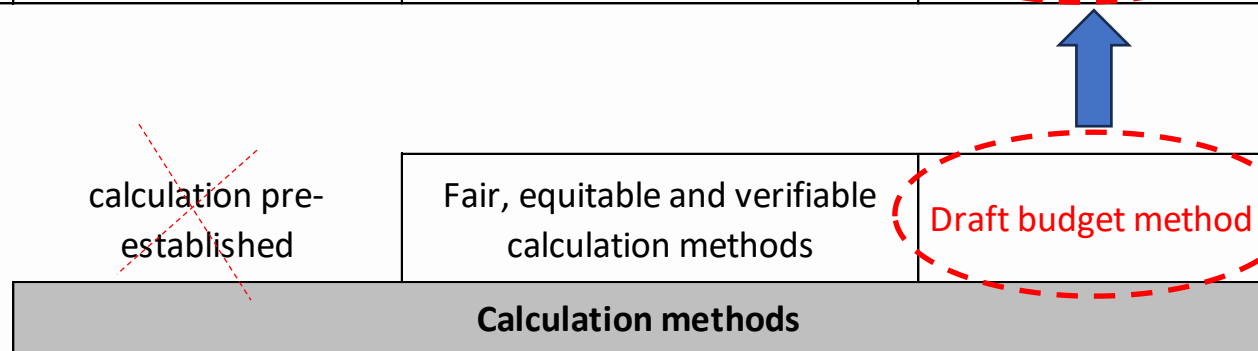 calculation pre-
established
Fair, equitable and verifiable
calculation methods
Draft budget method
Calculation methods